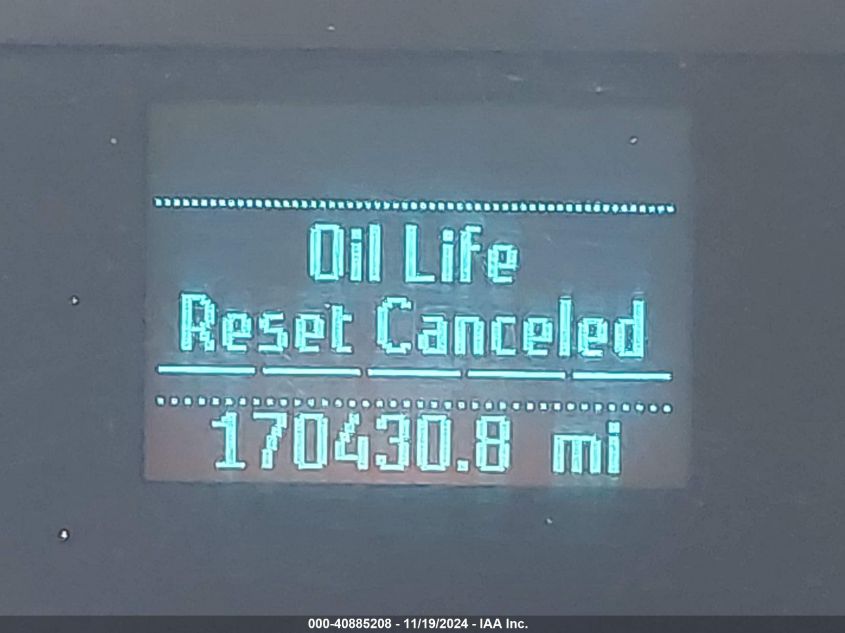 Oil Life
Reset Canceled
170430.8 mi
000-40885208 - 11/19/2024 - IAA Inc.